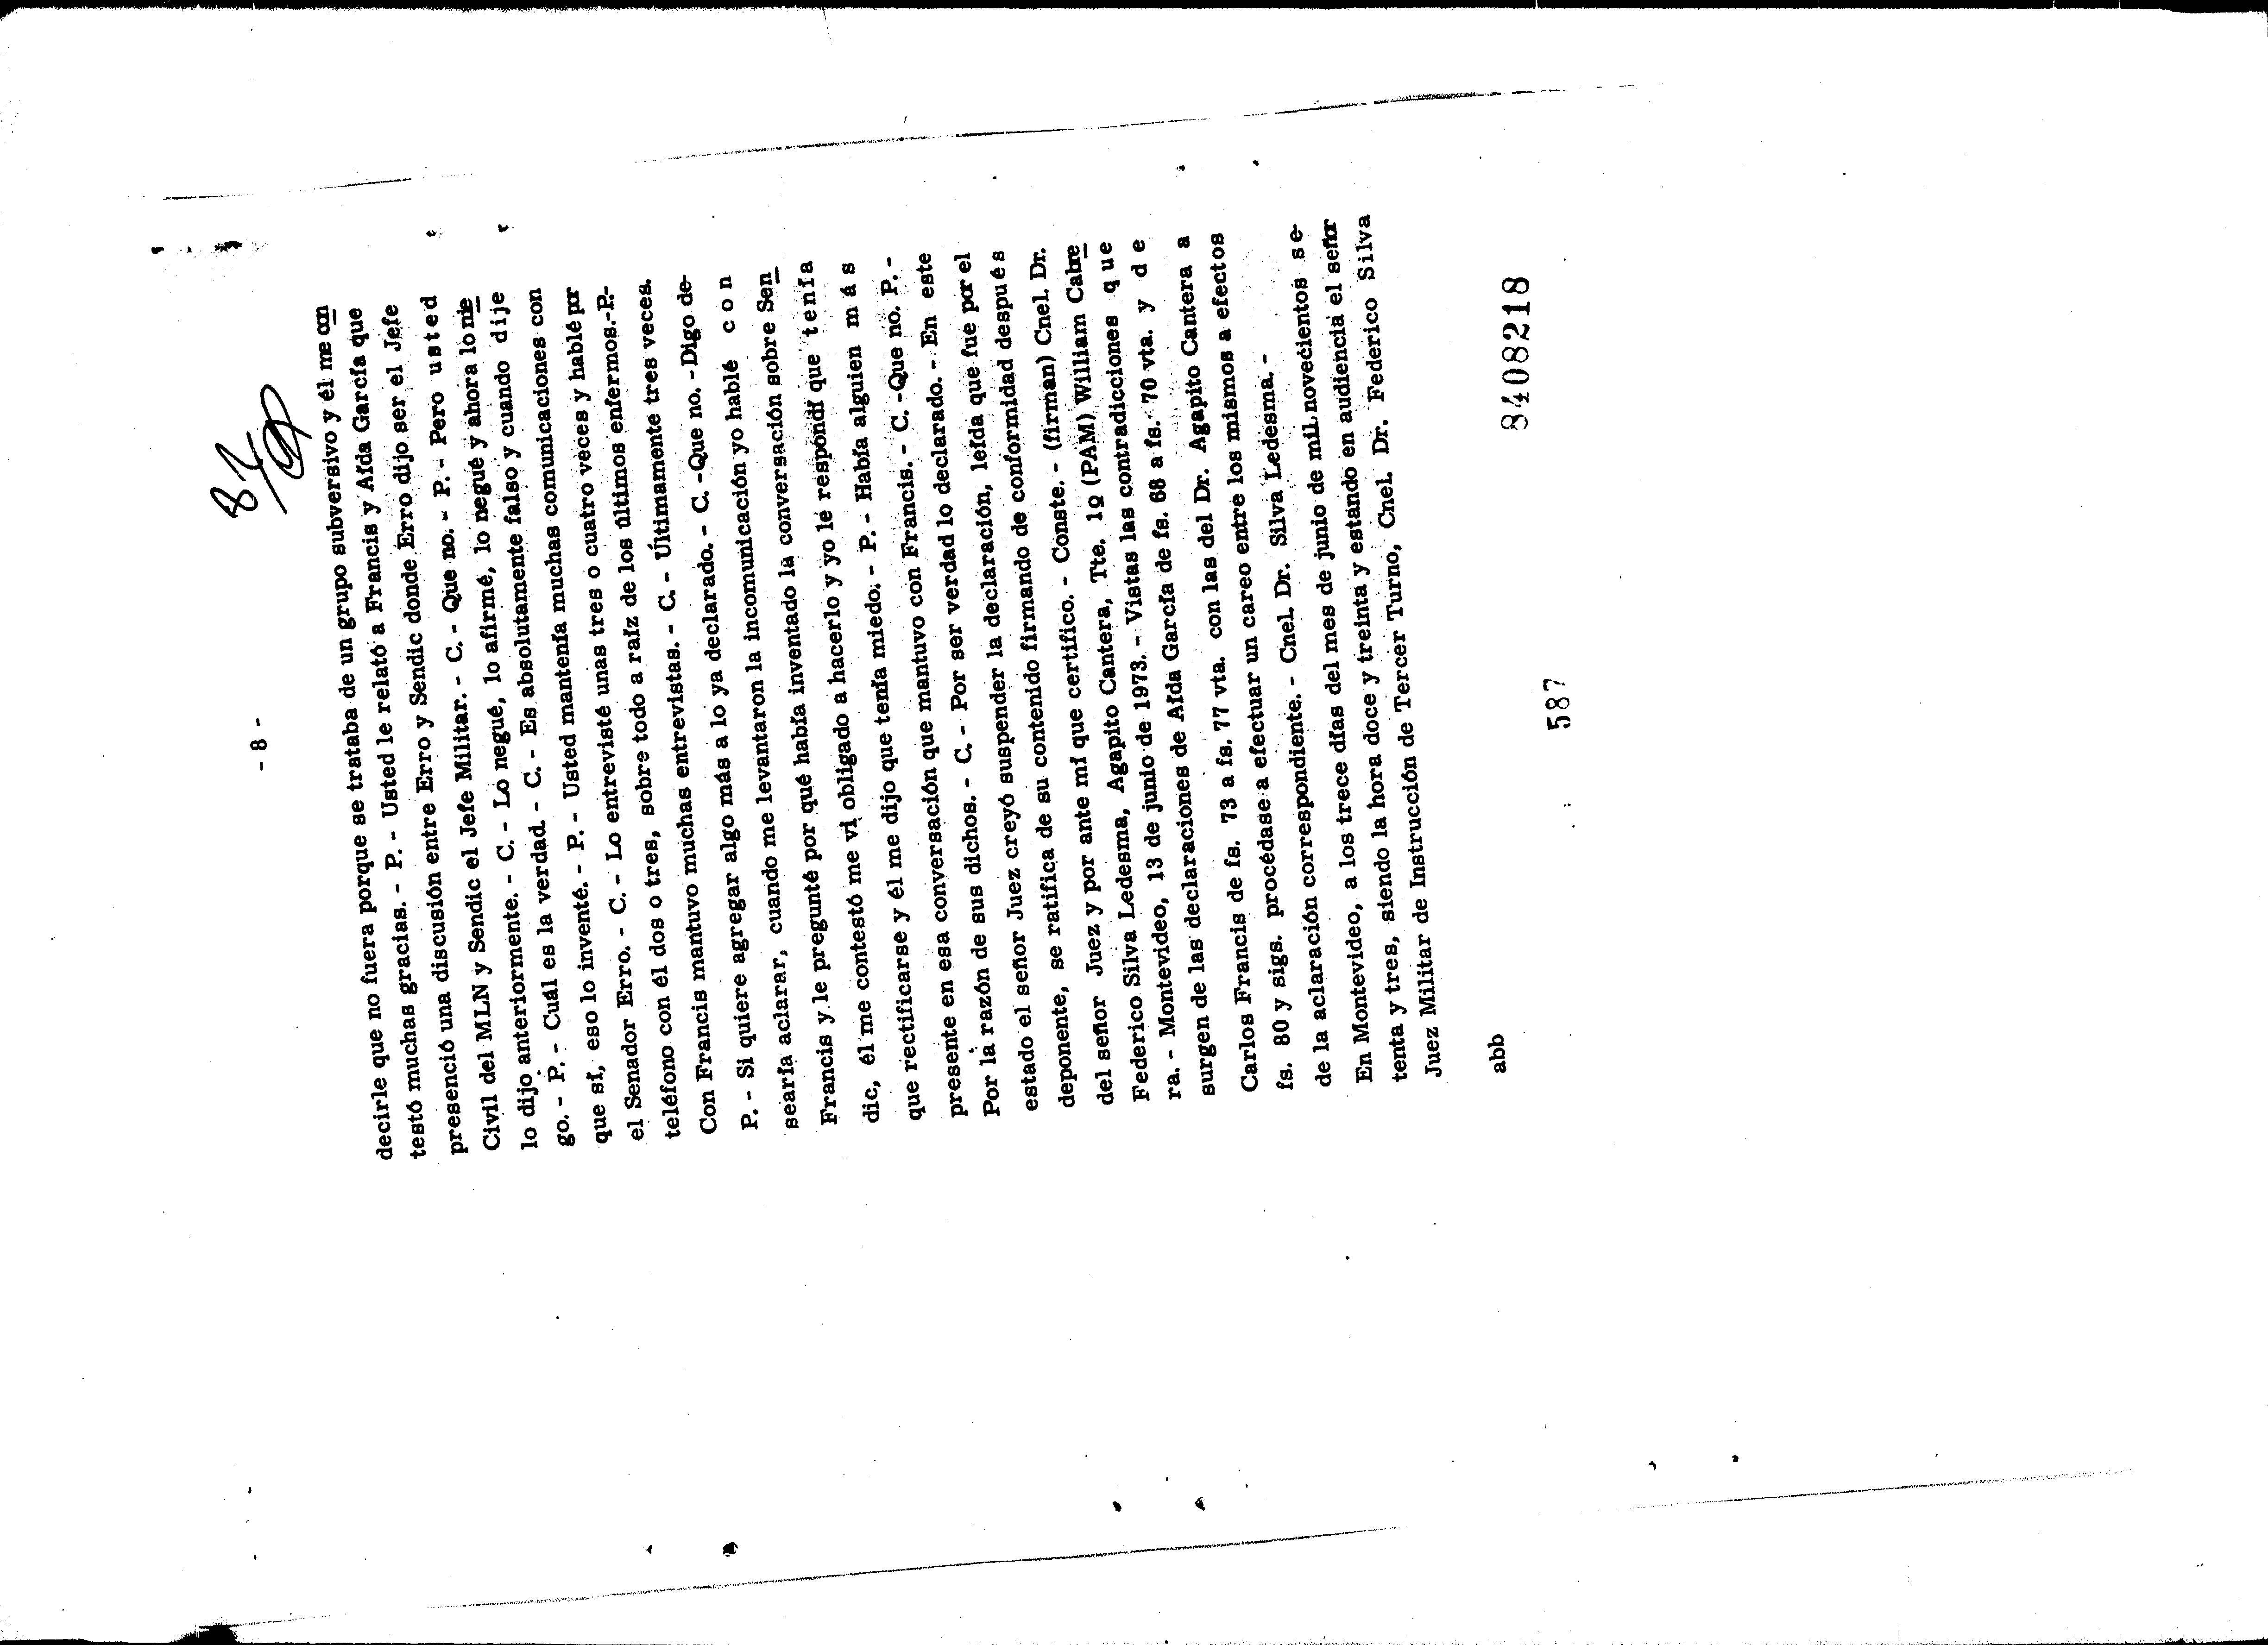 - 8 -
87
decirle que no fuera porque se trataba de un grupo subversivo y él me con
testó muchas gracias. - P. - Usted le relató a Francis y Aída García que
presenció una discusión entre Erro y Sendic donde Erro dijo ser el Jefe
Civil del MLN y Sendic el Jefe Militar. - C. - Que no. - P. - Pero usted
lo dijo anteriormente. - C. - Lo negué, lo afirmé, lo negué y ahora lo nie
go. - P. - Cuál es la verdad. - C. - Es absolutamente falso y cuando dije
que sí, eso lo inventé. - P. - Usted mantenía muchas comunicaciones con
el Senador Erro. - C. - Lo entrevisté unas tres o cuatro veces y hablé por
teléfono con él dos o tres, sobre todo a raíz de los últimos enfermos.-P.-
Con Francis mantuvo muchas entrevistas. - C. - Últimamente tres veces.
P. - Si quiere agregar algo más a lo ya declarado. - C. -Que no. -Digo de-
searía aclarar, cuando me levantaron la incomunicación yo hablé con
Francis y le pregunté por qué había inventado la conversación sobre Sen
dic, él me contestó me vi obligado a hacerlo y yo le respondí que tenía
que rectificarse y él me dijo que tenía miedo. - P. - Había alguien más
presente en esa conversación que mantuvo con Francis. - C. -Que no. P. -
Por la razón de sus dichos. - C. - Por ser verdad lo declarado. - En este
estado el señor Juez creyó suspender la declaración, leída que fue por el
deponente, se ratifica de su contenido firmando de conformidad después
del señor Juez y por ante mí que certifico. - Conste. - (firman) Cnel. Dr.
Federico Silva Ledesma, Agapito Cantera, Tte. 1º (PAM) William Cabre
ra. - Montevideo, 13 de junio de 1973. - Vistas las contradicciones que
surgen de las declaraciones de Aída García de fs. 68 a fs. 70 vta. y de
Carlos Francis de fs. 73 a fs. 77 vta. con las del Dr. Agapito Cantera a
fs. 80 y sigs. procédase a efectuar un careo entre los mismos a efectos
de la aclaración correspondiente. - Cnel. Dr. Silva Ledesma. -
En Montevideo, a los trece días del mes de junio de mil novecientos se-
tenta y tres, siendo la hora doce y treinta y estando en audiencia el señor
Juez Militar de Instrucción de Tercer Turno, Cnel. Dr. Federico Silva
abb
8408218
587